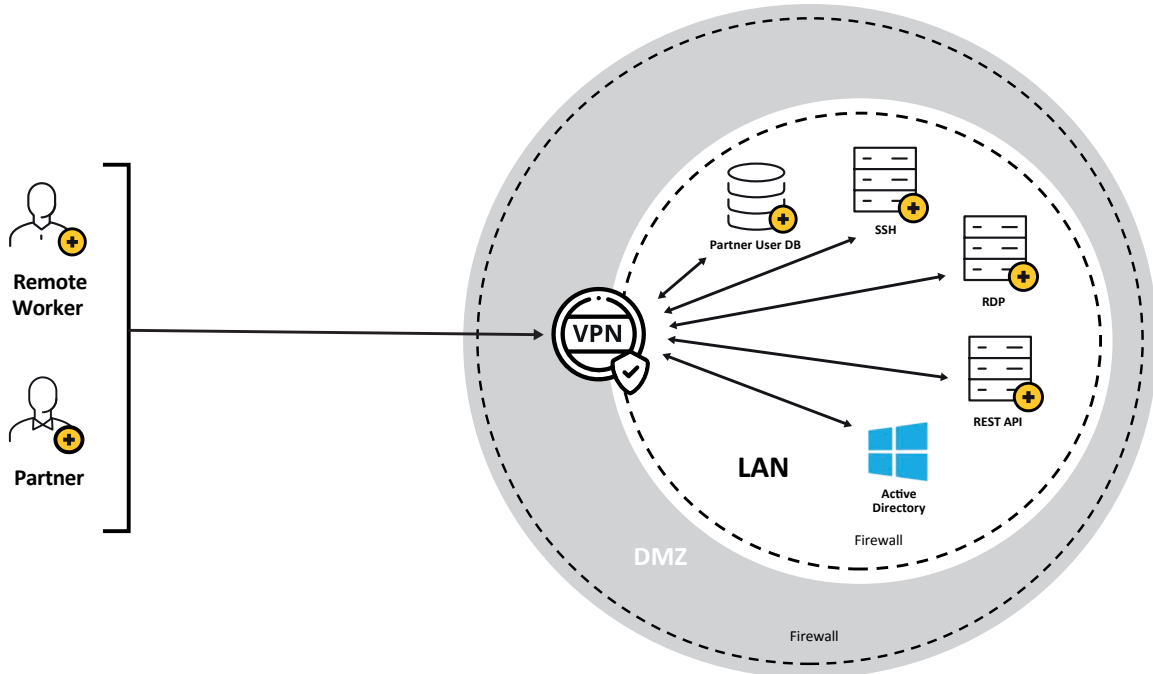 Remote
Worker
Partner
VPN
Partner User DB
SSH
RDP
REST API
Active
Directory
LAN
Firewall
DMZ
Firewall